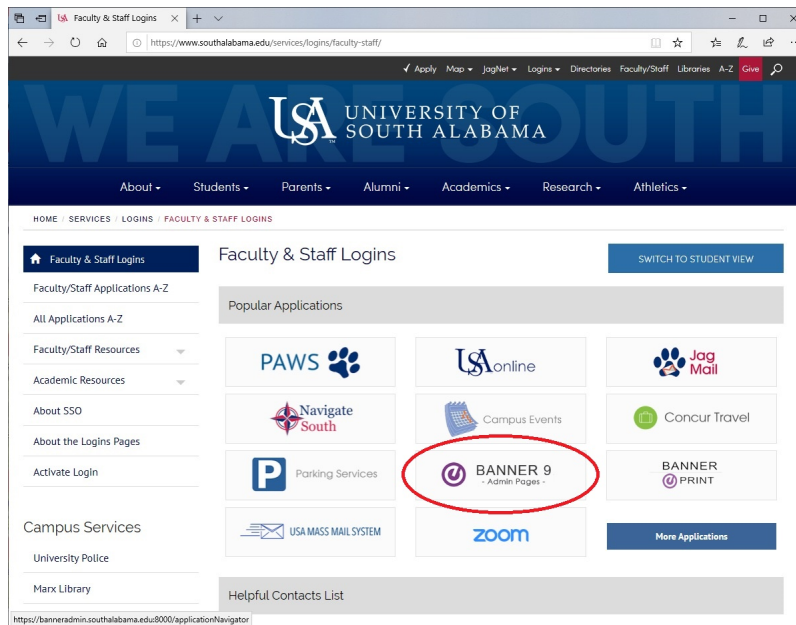 Faculty & Staff Logins
https://www.southalabama.edu/services/logins/faculty-staff/
✓ Apply Map JagNet Logins Directories Faculty/Staff Libraries A-Z Give
WE ARE SOUTH
USA UNIVERSITY OF
SOUTH ALABAMA
About Students Parents Alumni Academics Research Athletics
HOME / SERVICES / LOGINS / FACULTY & STAFF LOGINS
Faculty & Staff Logins
Faculty/Staff Applications A-Z
All Applications A-Z
Faculty/Staff Resources
Academic Resources
About SSO
About the Logins Pages
Activate Login
Campus Services
University Police
Marx Library
Faculty & Staff Logins
SWITCH TO STUDENT VIEW
Popular Applications
PAWS
USAonline
Jag
Mail
Navigate
South
Campus Events
Concur Travel
P Parking Services
BANNER 9
- Admin Pages -
BANNER
PRINT
USA MASS MAIL SYSTEM
zoom
More Applications
Helpful Contacts List
https://banneradmin.southalabama.edu:8000/applicationNavigator